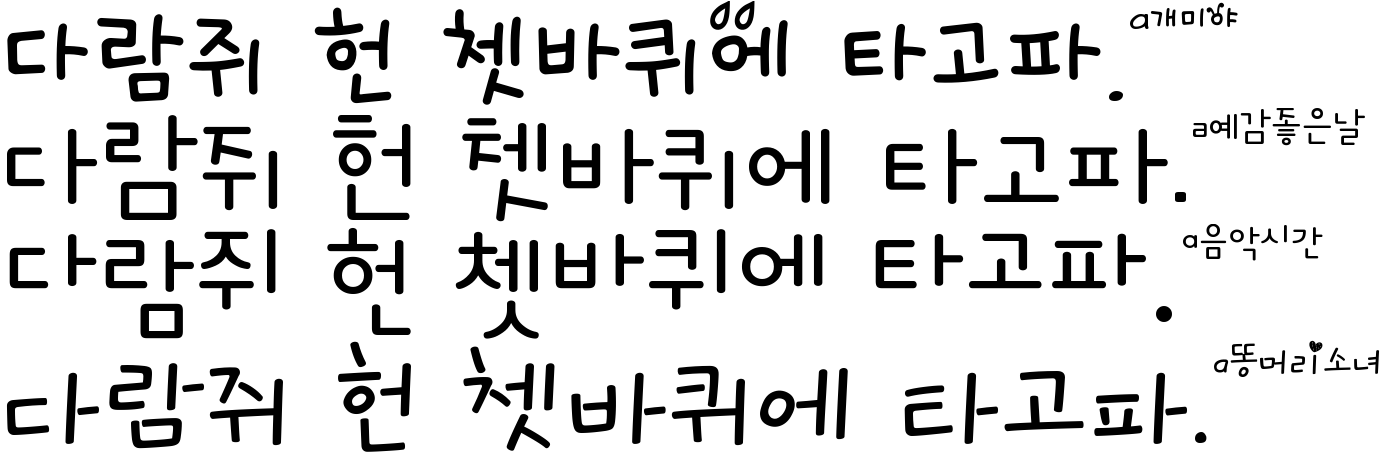 다람쥐 헌 쳇바퀴에 타고파. a개미야
다람쥐 헌 쳇바퀴에 타고파. a예감좋은날
다람쥐 헌 쳇바퀴에 타고파. a음악시간
다람쥐 헌 쳇바퀴에 타고파. a똥머리소녀